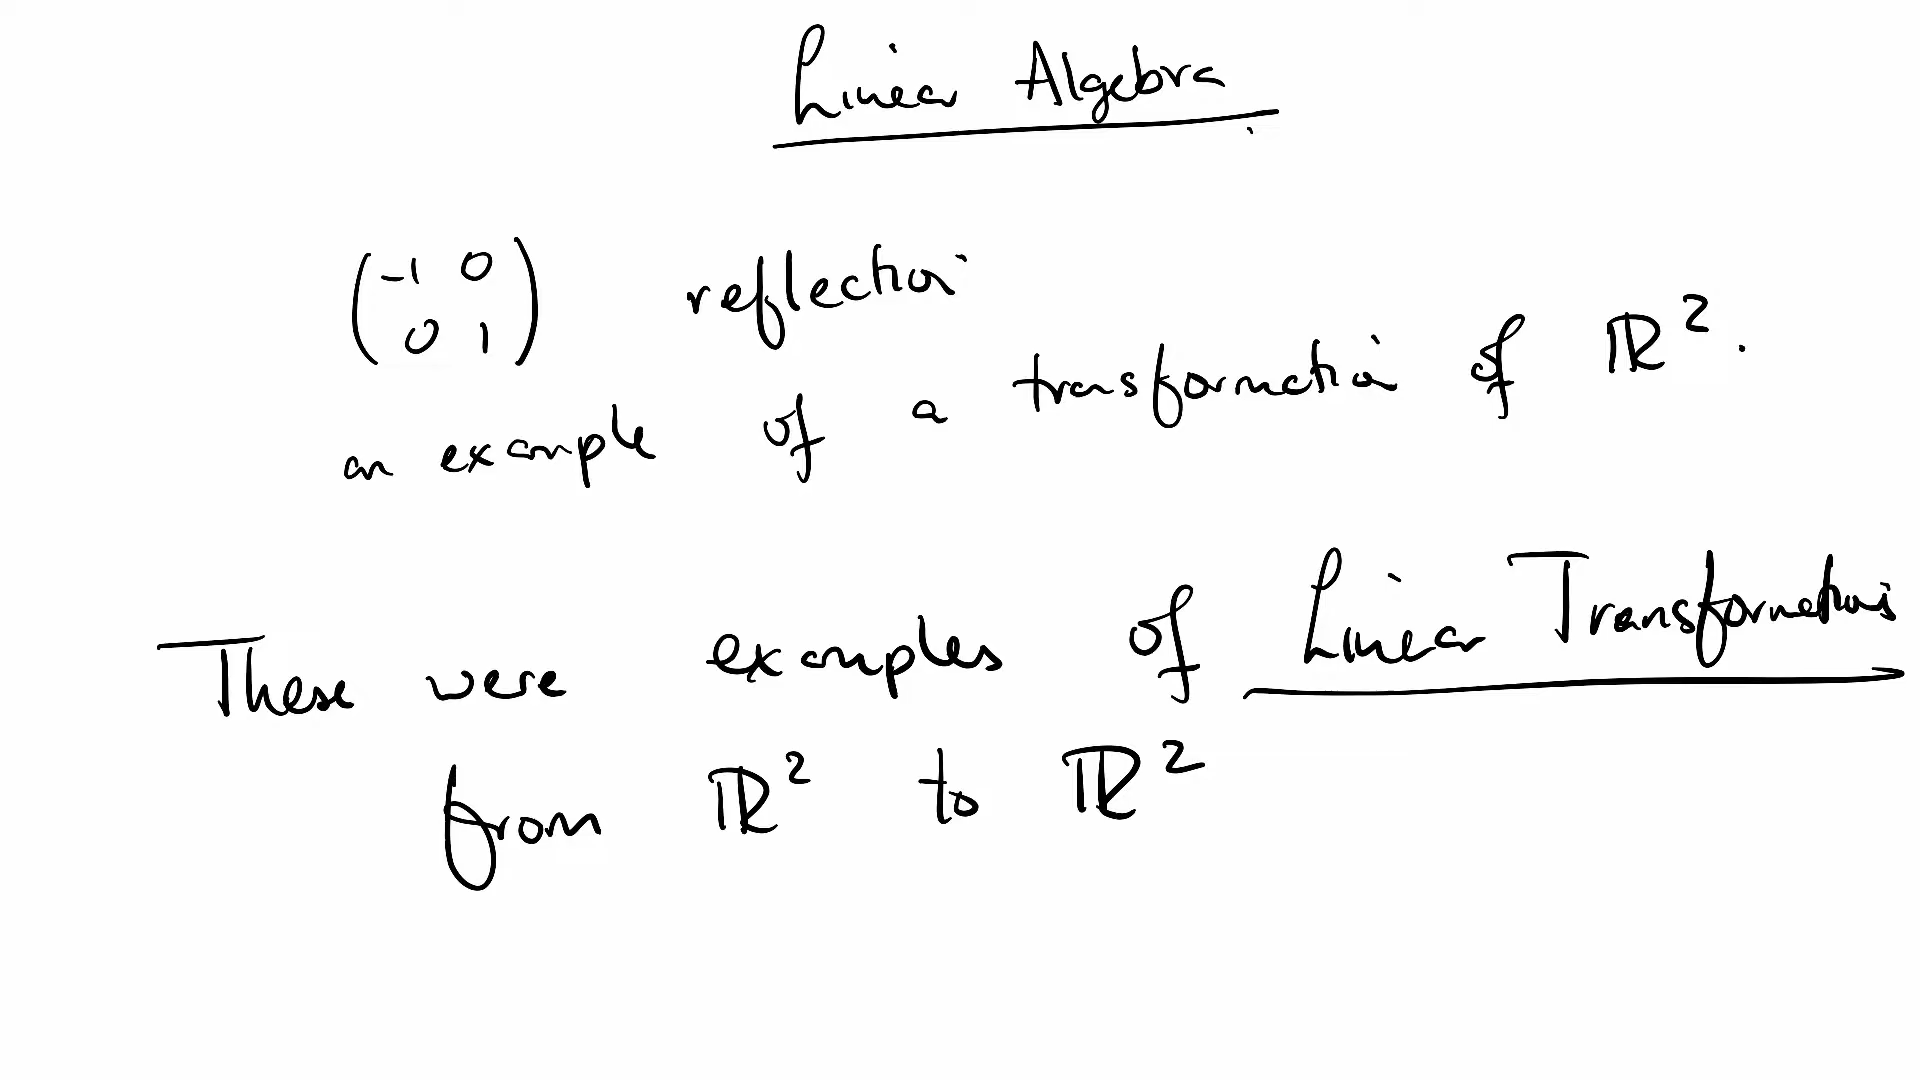 Linear Algebra
(-1 0
0 1) reflection
an example of a transformation of ℝ².
These were examples of Linear Transformations
from ℝ² to ℝ²